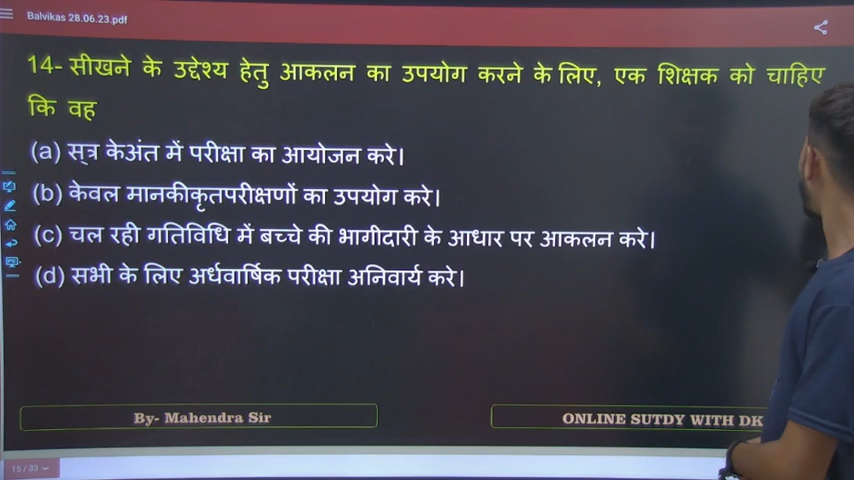 Balvikas 28.06.23.pdf
14- सीखने के उद्देश्य हेतु आकलन का उपयोग करने के लिए, एक शिक्षक को चाहिए
कि वह
(a) स्त्र केअंत में परीक्षा का आयोजन करे।
(b) केवल मानकीकृतपरीक्षणों का उपयोग करे।
(c) चल रही गतिविधि में बच्चे की भागीदारी के आधार पर आकलन करे।
(d) सभी के लिए अर्धवार्षिक परीक्षा अनिवार्य करे।
By- Mahendra Sir
ONLINE SUTDY WITH DK
15 / 33